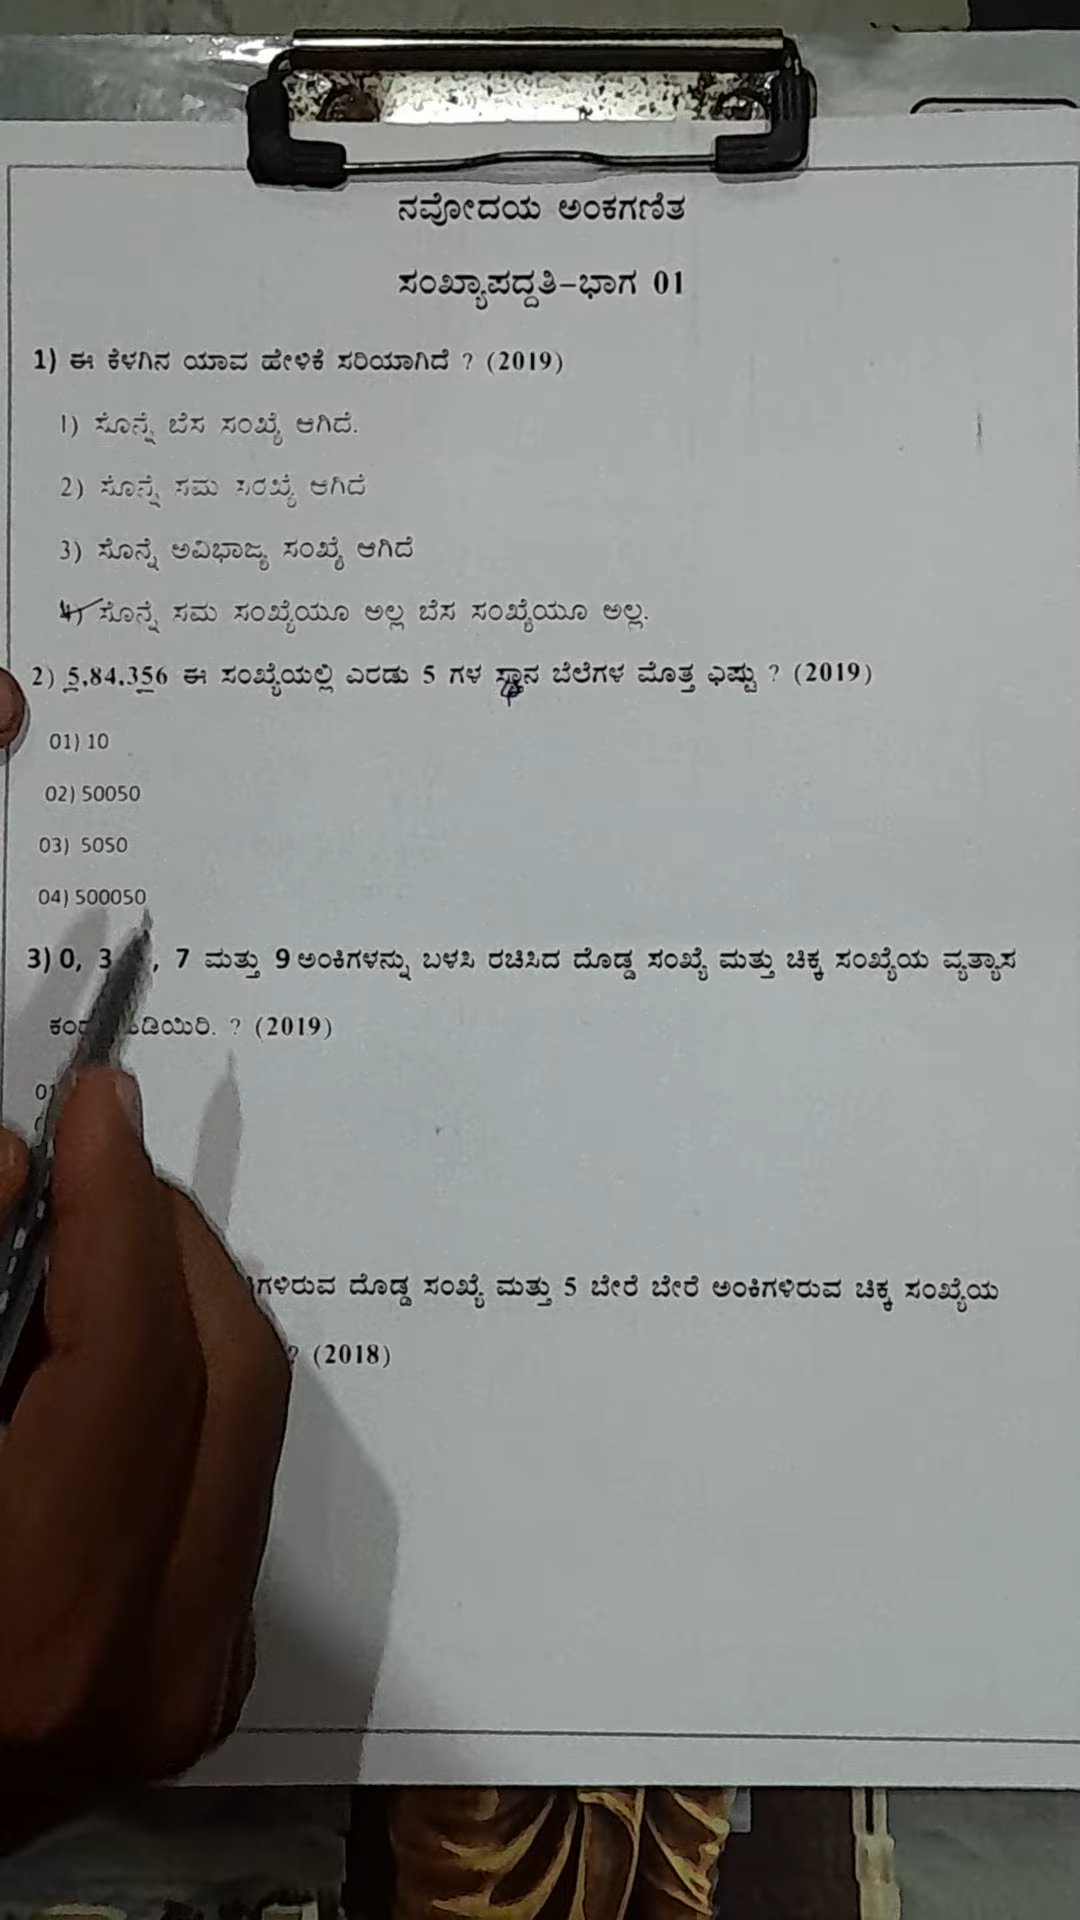 ನವೋದಯ ಅಂಕಗಣಿತ
ಸಂಖ್ಯಾಪದ್ದತಿ–ಭಾಗ 01
1) ಈ ಕೆಳಗಿನ ಯಾವ ಹೇಳಿಕೆ ಸರಿಯಾಗಿದೆ ? (2019)
1) ಸೊನ್ನೆ ಬೆಸ ಸಂಖ್ಯೆ ಆಗಿದೆ.
2) ಸೊನ್ನೆ ಸಮ ಸಂಖ್ಯೆ ಆಗಿದೆ
3) ಸೊನ್ನೆ ಅವಿಭಾಜ್ಯ ಸಂಖ್ಯೆ ಆಗಿದೆ
4) ಸೊನ್ನೆ ಸಮ ಸಂಖ್ಯೆಯೂ ಅಲ್ಲ ಬೆಸ ಸಂಖ್ಯೆಯೂ ಅಲ್ಲ.
2) 5,84,356 ಈ ಸಂಖ್ಯೆಯಲ್ಲಿ ಎರಡು 5 ಗಳ ಸ್ಥಾನ ಬೆಲೆಗಳ ಮೊತ್ತ ಎಷ್ಟು ? (2019)
01) 10
02) 50050
03) 5050
04) 500050
3) 0, 3 , 7 ಮತ್ತು 9 ಅಂಕಿಗಳನ್ನು ಬಳಸಿ ರಚಿಸಿದ ದೊಡ್ಡ ಸಂಖ್ಯೆ ಮತ್ತು ಚಿಕ್ಕ ಸಂಖ್ಯೆಯ ವ್ಯತ್ಯಾಸ
? (2019)
ದೊಡ್ಡ ಸಂಖ್ಯೆ ಮತ್ತು 5 ಬೇರೆ ಬೇರೆ ಅಂಕಿಗಳಿರುವ ಚಿಕ್ಕ ಸಂಖ್ಯೆಯ
? (2018)